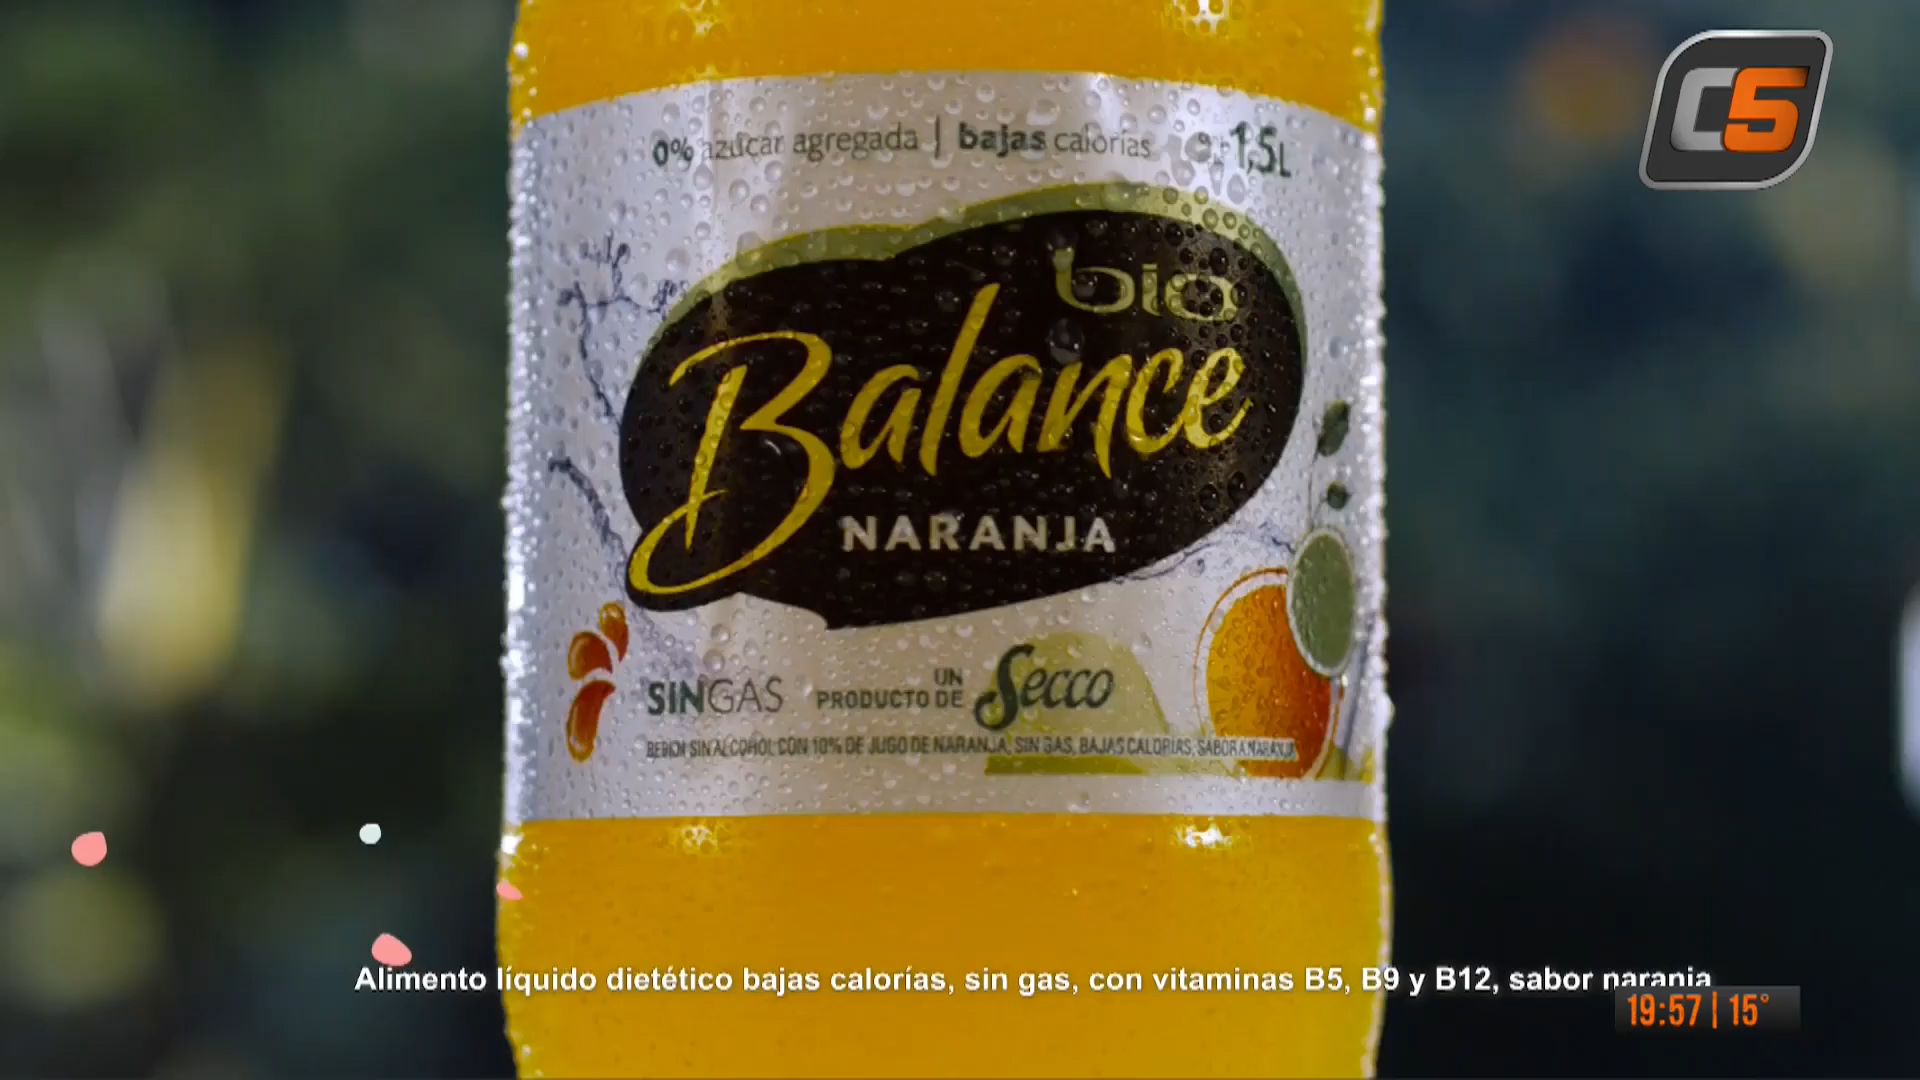 C5
0% azúcar agregada | bajas calorías
1,5L
bio
Balance
NARANJA
SINGAS
UN
PRODUCTO DE
Secco
BEBIDA SIN ALCOHOL CON 10% DE JUGO DE NARANJA, SIN GAS, BAJAS CALORIAS, SABOR A NARANJA
Alimento líquido dietético bajas calorías, sin gas, con vitaminas B5, B9 y B12, sabor naranja
19:57 | 15°